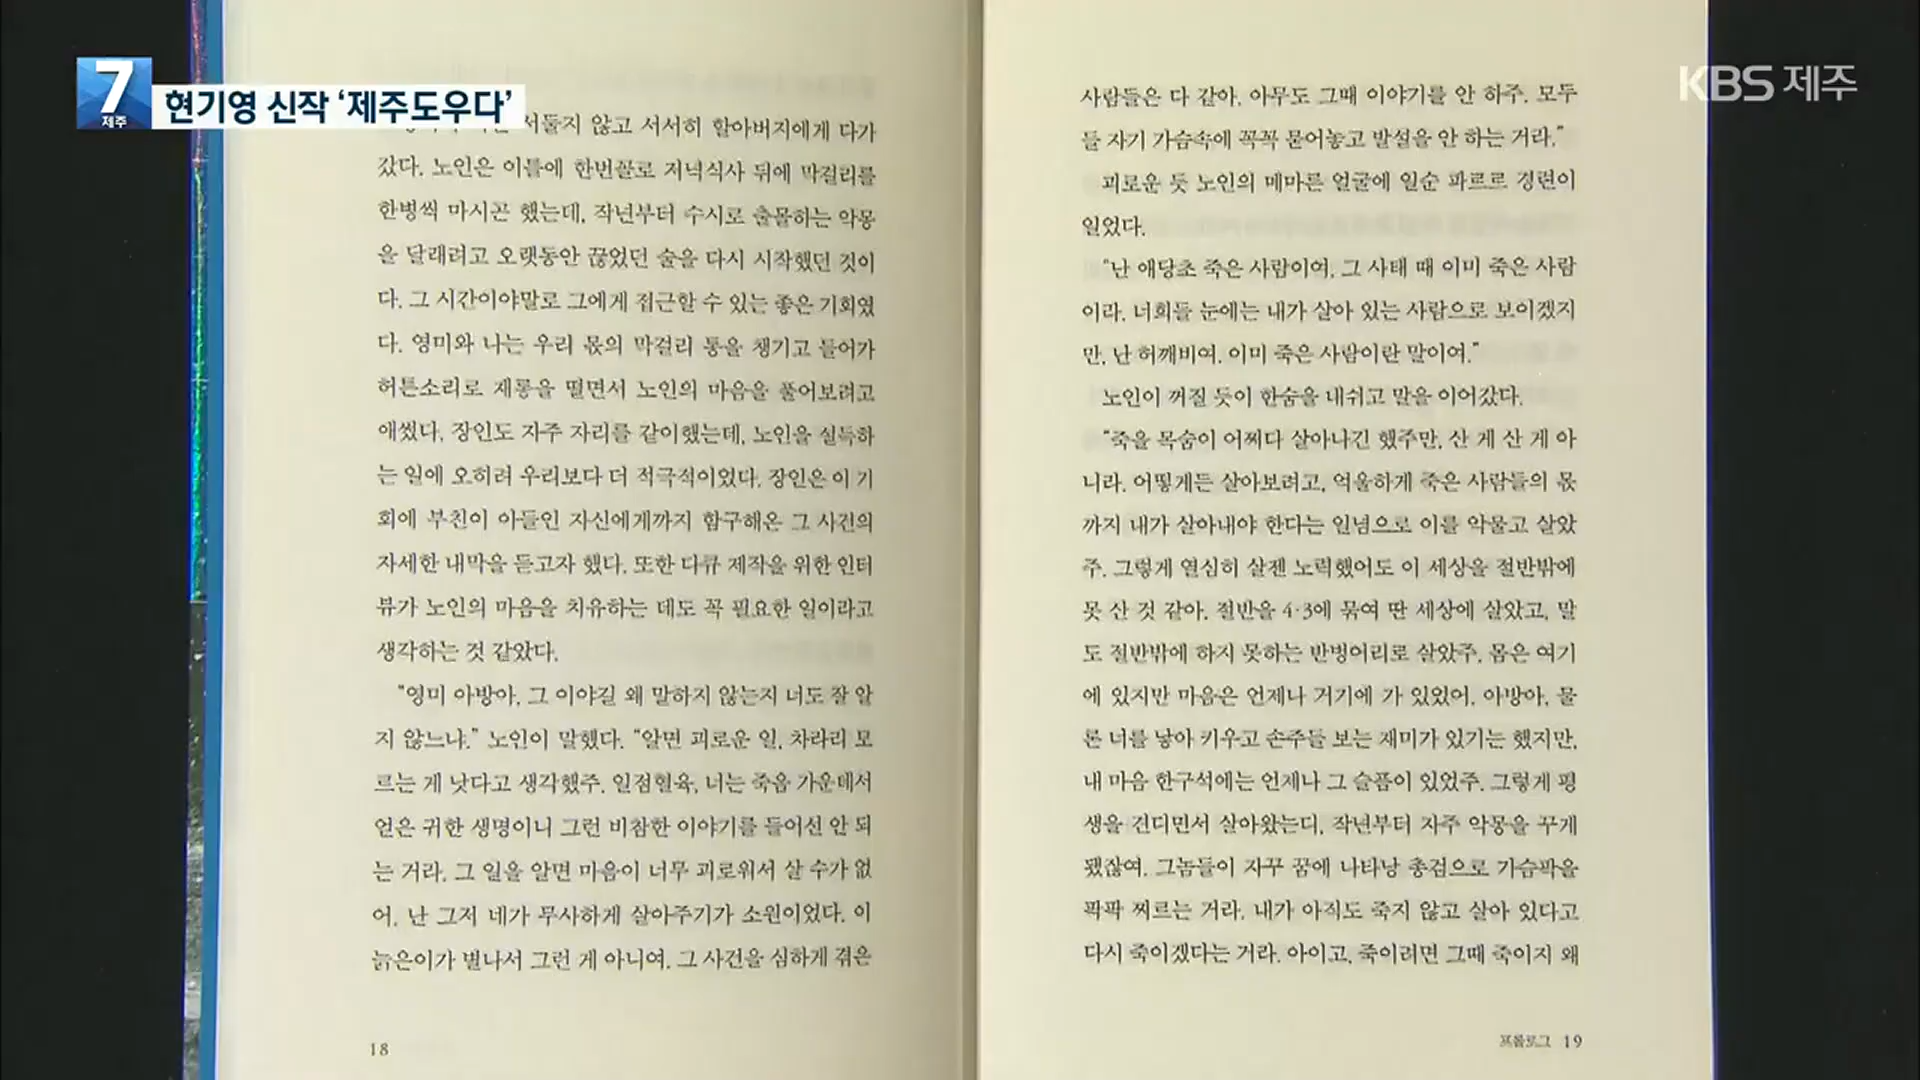 7
제주
현기영 신작 ‘제주도우다’
KBS 제주
서둘지 않고 서서히 할아버지에게 다가
갔다. 노인은 이틀에 한번꼴로 저녁식사 뒤에 막걸리를
한병씩 마시곤 했는데, 작년부터 수시로 출몰하는 악몽
을 달래려고 오랫동안 끊었던 술을 다시 시작했던 것이
다. 그 시간이야말로 그에게 접근할 수 있는 좋은 기회였
다. 영미와 나는 우리 몫의 막걸리 통을 챙기고 들어가
허튼소리로 재롱을 떨면서 노인의 마음을 풀어보려고
애썼다. 장인도 자주 자리를 같이했는데, 노인을 설득하
는 일에 오히려 우리보다 더 적극적이었다. 장인은 이 기
회에 부친이 아들인 자신에게까지 함구해온 그 사건의
자세한 내막을 듣고자 했다. 또한 다큐 제작을 위한 인터
뷰가 노인의 마음을 치유하는 데도 꼭 필요한 일이라고
생각하는 것 같았다.
“영미 아방아, 그 이야길 왜 말하지 않는지 너도 잘 알
지 않느냐.” 노인이 말했다. “알면 괴로운 일, 차라리 모
르는 게 낫다고 생각했주. 일점혈육, 너는 죽음 가운데서
얻은 귀한 생명이니 그런 비참한 이야기를 들어선 안 되
는 거라. 그 일을 알면 마음이 너무 괴로워서 살 수가 없
어. 난 그저 네가 무사하게 살아주기가 소원이었다. 이
늙은이가 별나서 그런 게 아니여. 그 사건을 심하게 겪은
18
사람들은 다 같아. 아무도 그때 이야기를 안 하주. 모두
들 자기 가슴속에 꼭꼭 묻어놓고 발설을 안 하는 거라.”
괴로운 듯 노인의 메마른 얼굴에 일순 파르르 경련이
일었다.
“난 애당초 죽은 사람이여, 그 사태 때 이미 죽은 사람
이라. 너희들 눈에는 내가 살아 있는 사람으로 보이겠지
만, 난 허깨비여. 이미 죽은 사람이란 말이여.”
노인이 꺼질 듯이 한숨을 내쉬고 말을 이어갔다.
“죽을 목숨이 어쩌다 살아나긴 했주만, 산 게 산 게 아
니라. 어떻게든 살아보려고, 억울하게 죽은 사람들의 몫
까지 내가 살아내야 한다는 일념으로 이를 악물고 살았
주. 그렇게 열심히 살젠 노력했어도 이 세상을 절반밖에
못 산 것 같아. 절반을 4·3에 묶여 딴 세상에 살았고, 말
도 절반밖에 하지 못하는 반벙어리로 살았주. 몸은 여기
에 있지만 마음은 언제나 거기에 가 있었어. 아방아, 물
론 너를 낳아 키우고 손주들 보는 재미가 있기는 했지만,
내 마음 한구석에는 언제나 그 슬픔이 있었주. 그렇게 평
생을 견디면서 살아왔는디, 작년부터 자주 악몽을 꾸게
됐잖여. 그놈들이 자꾸 꿈에 나타낭 총검으로 가슴팍을
팍팍 찌르는 거라. 내가 아직도 죽지 않고 살아 있다고
다시 죽이겠다는 거라. 아이고, 죽이려면 그때 죽이지 왜
프롤로그 19